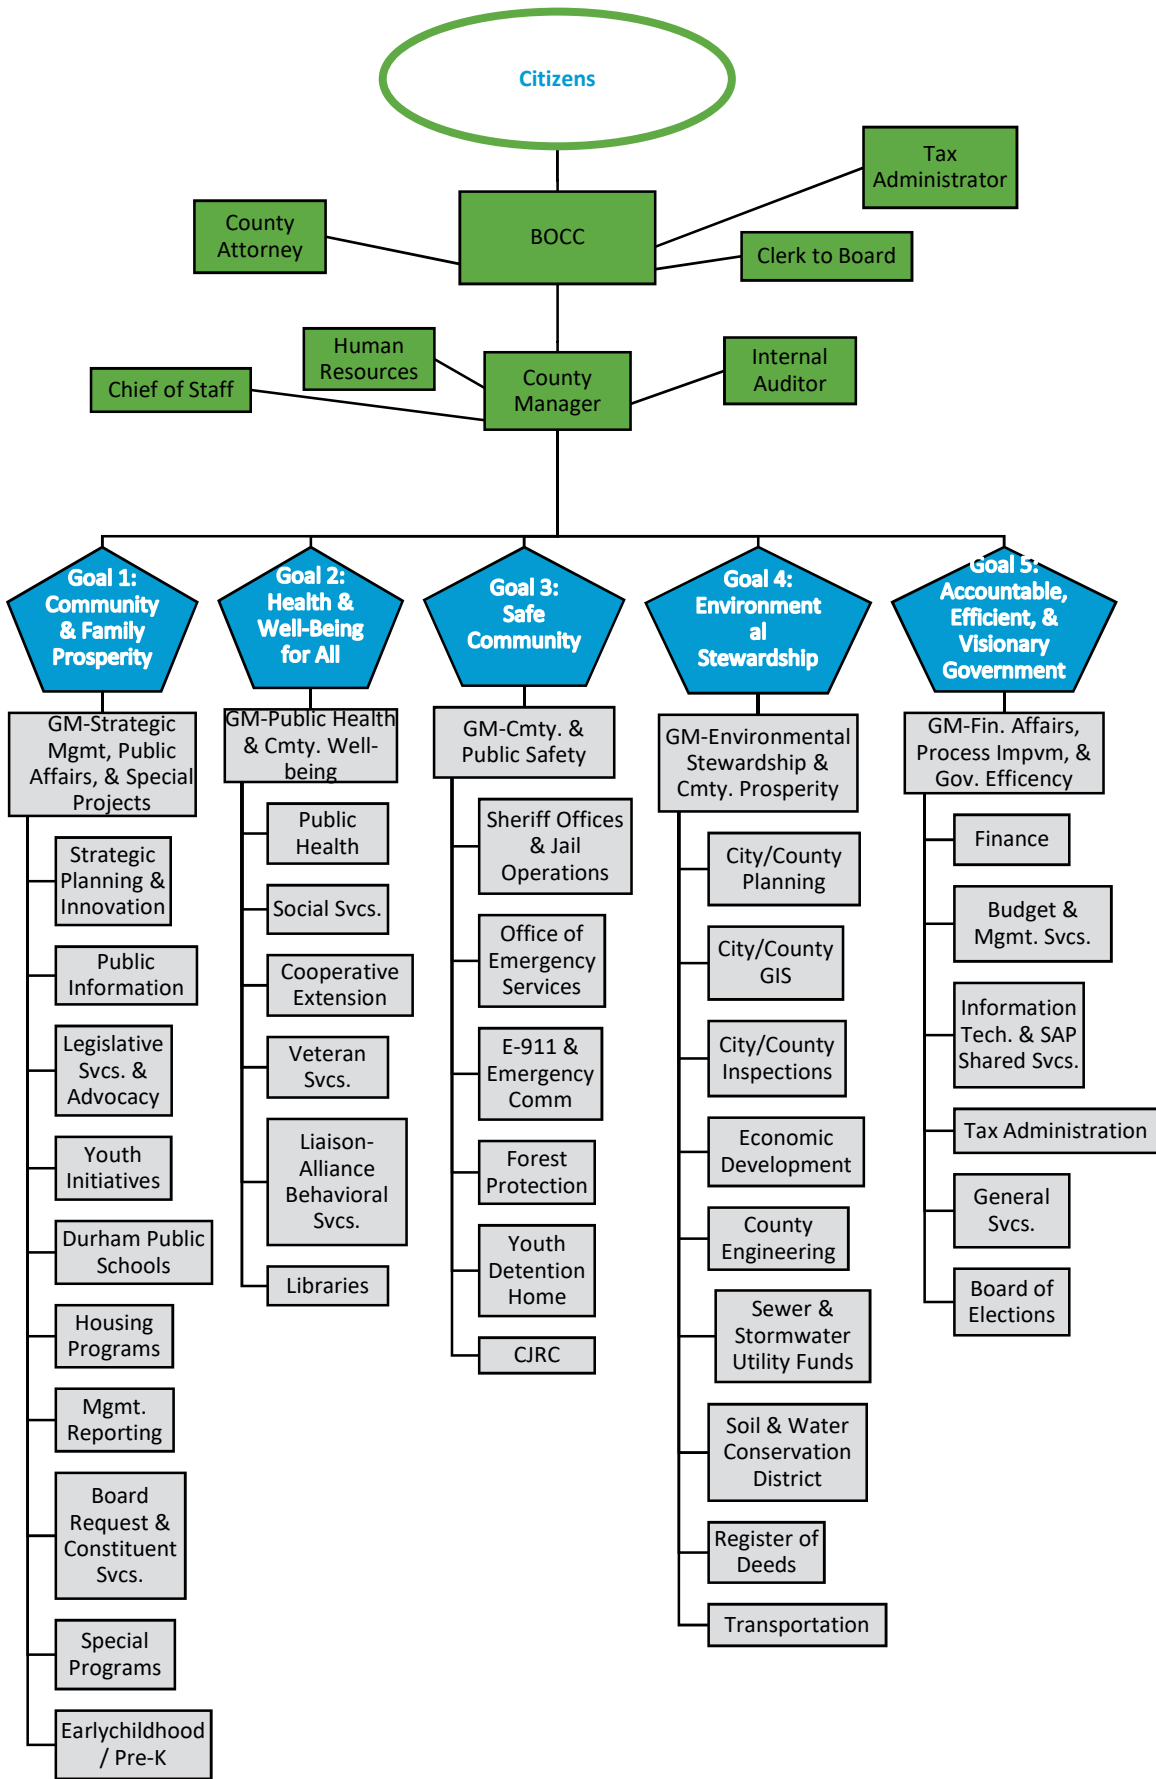 Citizens
Tax
Administrator
County
Attorney
BOCC
Clerk to Board
Human
Resources
Internal
Auditor
Chief of Staff
County
Manager
Goal 1:
Community
& Family
Prosperity
Goal 2:
Health &
Well-Being
for All
Goal 3:
Safe
Community
Goal 4:
Environment
al
Stewardship
Goal 5:
Accountable,
Efficient, &
Visionary
Government
GM-Strategic
Mgmt, Public
Affairs, & Special
Projects
Strategic
Planning &
Innovation
Public
Information
Legislative
Svcs. &
Advocacy
Youth
Initiatives
Durham Public
Schools
Housing
Programs
Mgmt.
Reporting
Board
Request &
Constituent
Svcs.
Special
Programs
Earlychildhood
/ Pre-K
GM-Public Health
& Cmty. Well-
being
Public
Health
Social Svcs.
Cooperative
Extension
Veteran
Svcs.
Liaison-
Alliance
Behavioral
Svcs.
Libraries
GM-Cmty. &
Public Safety
Sheriff Offices
& Jail
Operations
Office of
Emergency
Services
E-911 &
Emergency
Comm
Forest
Protection
Youth
Detention
Home
CJRC
GM-Environmental
Stewardship &
Cmty. Prosperity
City/County
Planning
City/County
GIS
City/County
Inspections
Economic
Development
County
Engineering
Sewer &
Stormwater
Utility Funds
Soil & Water
Conservation
District
Register of
Deeds
Transportation
GM-Fin. Affairs,
Process Impvm, &
Gov. Efficency
Finance
Budget &
Mgmt. Svcs.
Information
Tech. & SAP
Shared Svcs.
Tax Administration
General
Svcs.
Board of
Elections